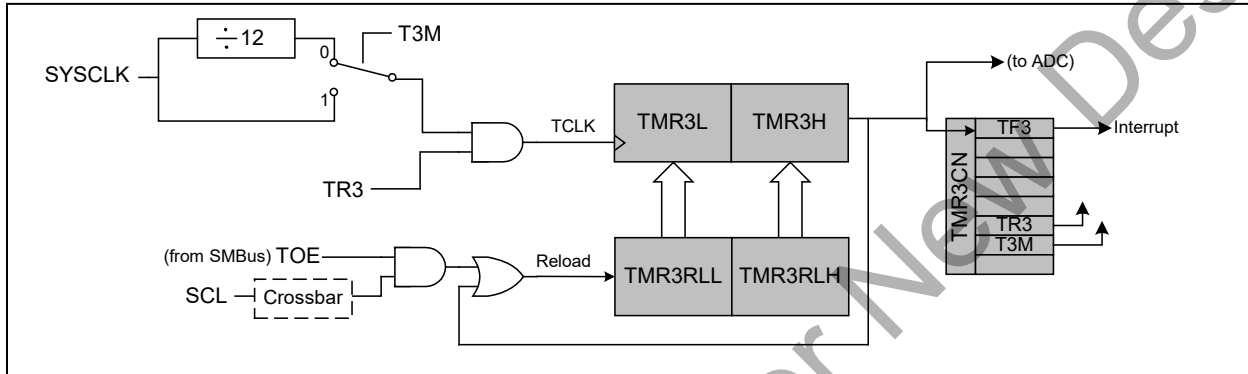 ÷ 12
T3M
0
SYSCLK
1
(to ADC)
TCLK
TMR3L
TMR3H
TR3
TMR3CN
TF3
Interrupt
TR3
T3M
(from SMBus) TOE
SCL
Crossbar
Reload
TMR3RLL
TMR3RLH
New